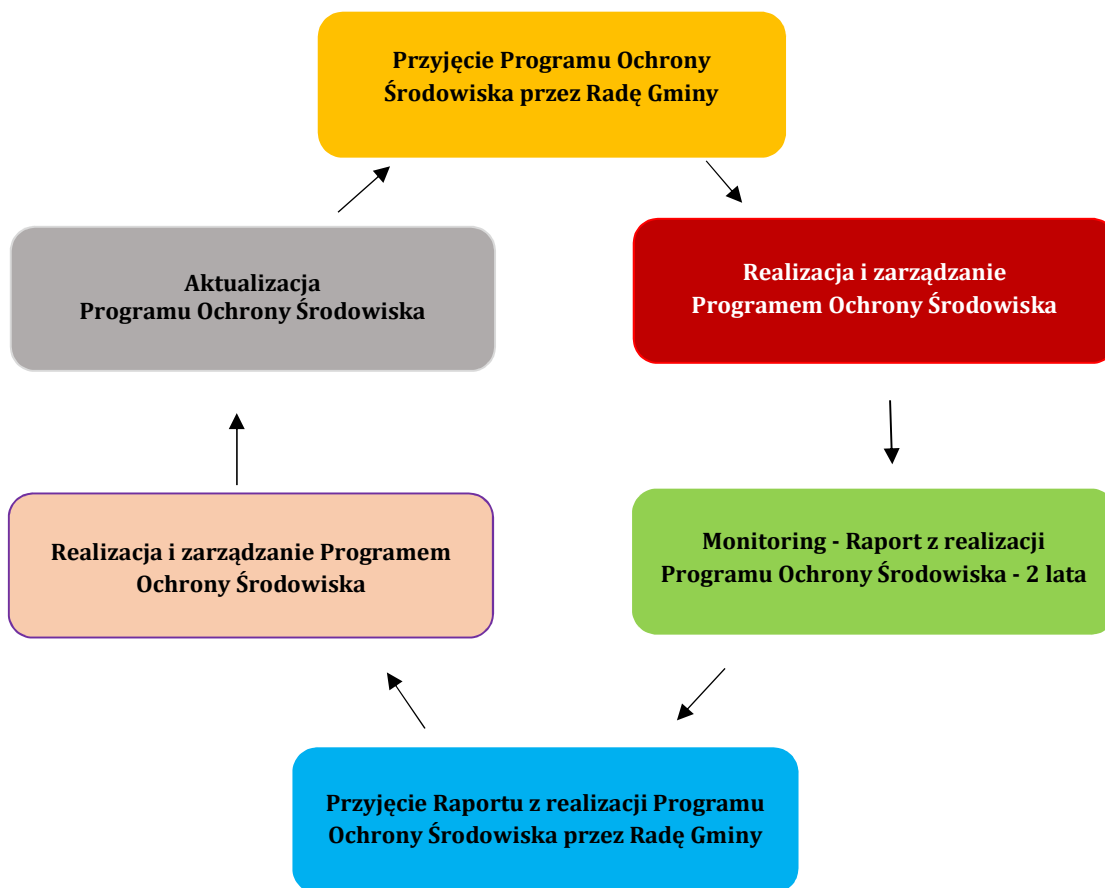 Przyjęcie Programu Ochrony
Środowiska przez Radę Gminy
Realizacja i zarządzanie
Programem Ochrony Środowiska
Monitoring - Raport z realizacji
Programu Ochrony Środowiska - 2 lata
Przyjęcie Raportu z realizacji Programu
Ochrony Środowiska przez Radę Gminy
Realizacja i zarządzanie Programem
Ochrony Środowiska
Aktualizacja
Programu Ochrony Środowiska